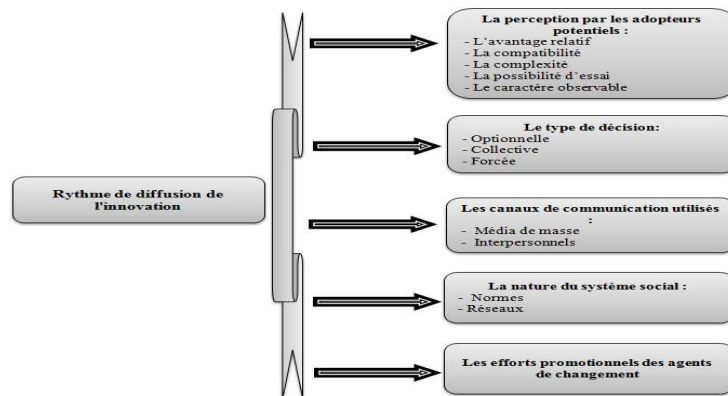 Rythme de diffusion de
l'innovation
La perception par les adopteurs
potentiels :
- L'avantage relatif
- La compatibilité
- La complexité
- La possibilité d'essai
- Le caractère observable
Le type de décision:
- Optionnelle
- Collective
- Forcée
Les canaux de communication utilisés
:
- Média de masse
- Interpersonnels
La nature du système social :
- Normes
- Réseaux
Les efforts promotionnels des agents
de changement